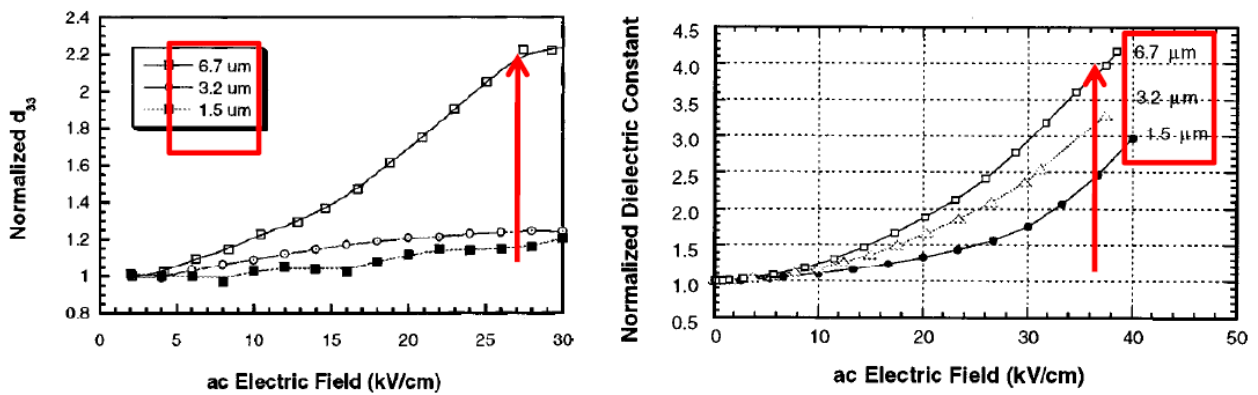 2.4
2.2
2.0
1.8
1.6
1.4
1.2
1.0
0.8
Normalized d33
6.7 um
3.2 um
1.5 um
0 5 10 15 20 25 30
ac Electric Field (kV/cm)
4.5
4.0
3.5
3.0
2.5
2.0
1.5
1.0
0.5
Normalized Dielectric Constant
6.7 μm
3.2 μm
1.5 μm
0 10 20 30 40 50
ac Electric Field (kV/cm)